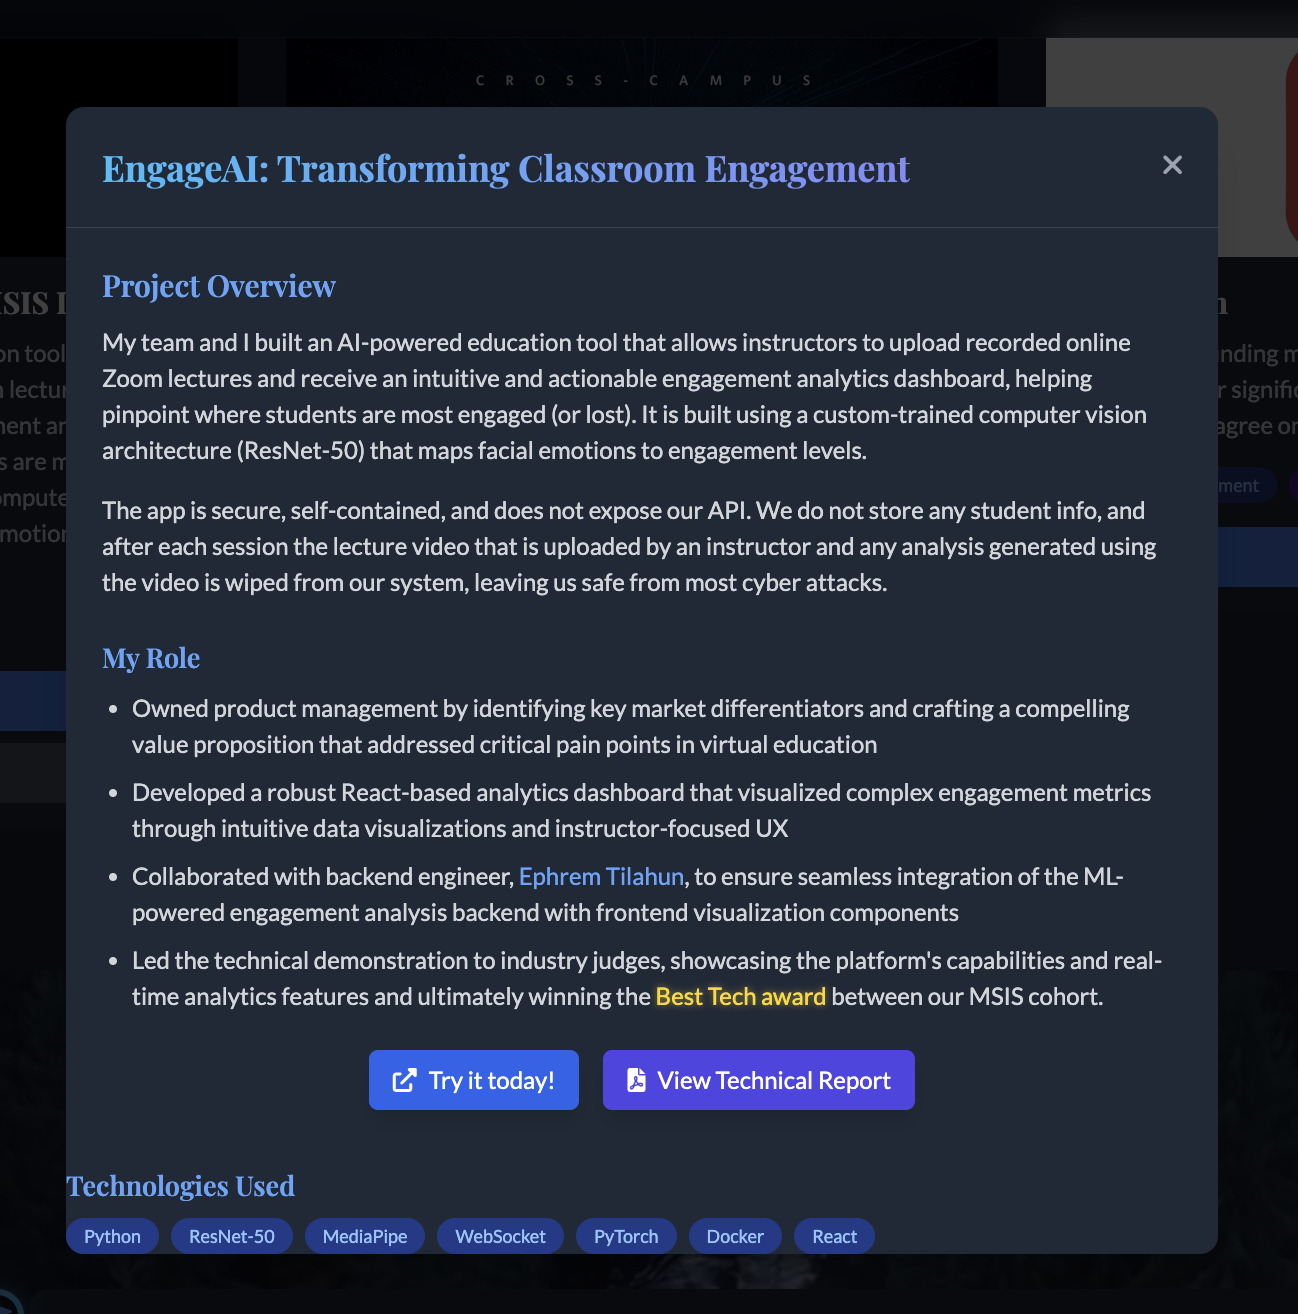 CROSS-CAMPUS
EngageAI: Transforming Classroom Engagement
Project Overview
My team and I built an AI-powered education tool that allows instructors to upload recorded online
Zoom lectures and receive an intuitive and actionable engagement analytics dashboard, helping
pinpoint where students are most engaged (or lost). It is built using a custom-trained computer vision
architecture (ResNet-50) that maps facial emotions to engagement levels.
The app is secure, self-contained, and does not expose our API. We do not store any student info, and
after each session the lecture video that is uploaded by an instructor and any analysis generated using
the video is wiped from our system, leaving us safe from most cyber attacks.
My Role
• Owned product management by identifying key market differentiators and crafting a compelling
value proposition that addressed critical pain points in virtual education
• Developed a robust React-based analytics dashboard that visualized complex engagement metrics
through intuitive data visualizations and instructor-focused UX
• Collaborated with backend engineer, Ephrem Tilahun, to ensure seamless integration of the ML-
powered engagement analysis backend with frontend visualization components
• Led the technical demonstration to industry judges, showcasing the platform's capabilities and real-
time analytics features and ultimately winning the Best Tech award between our MSIS cohort.
Try it today!
View Technical Report
Technologies Used
Python
ResNet-50
MediaPipe
WebSocket
PyTorch
Docker
React